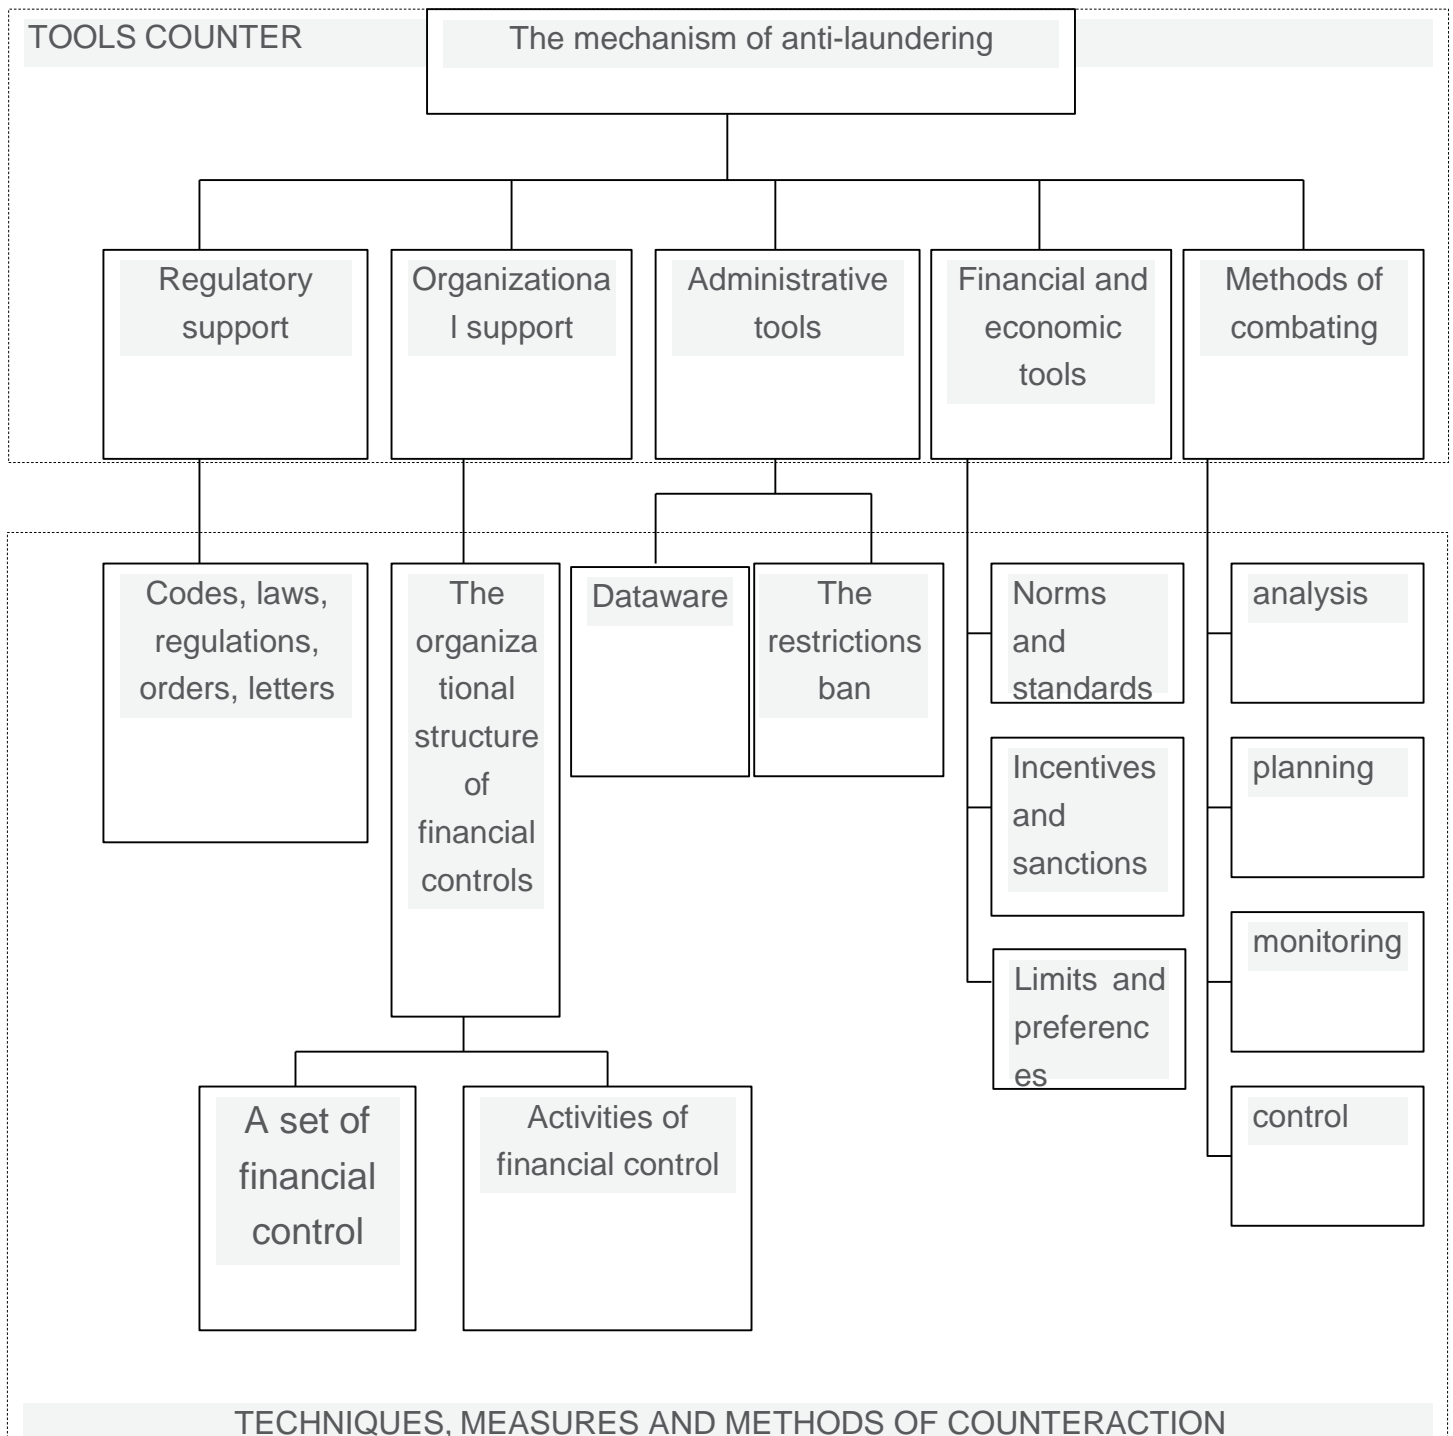 TOOLS COUNTER
The mechanism of anti-laundering
Regulatory
support
Organizationa
l support
Administrative
tools
Financial and
economic
tools
Methods of
combating
Codes, laws,
regulations,
orders, letters
The
organiza
tional
structure
of
financial
controls
Dataware
The
restrictions
ban
Norms
and
standards
Incentives
and
sanctions
Limits and
preferenc
es
analysis
planning
monitoring
control
A set of
financial
control
Activities of
financial control
TECHNIQUES, MEASURES AND METHODS OF COUNTERACTION